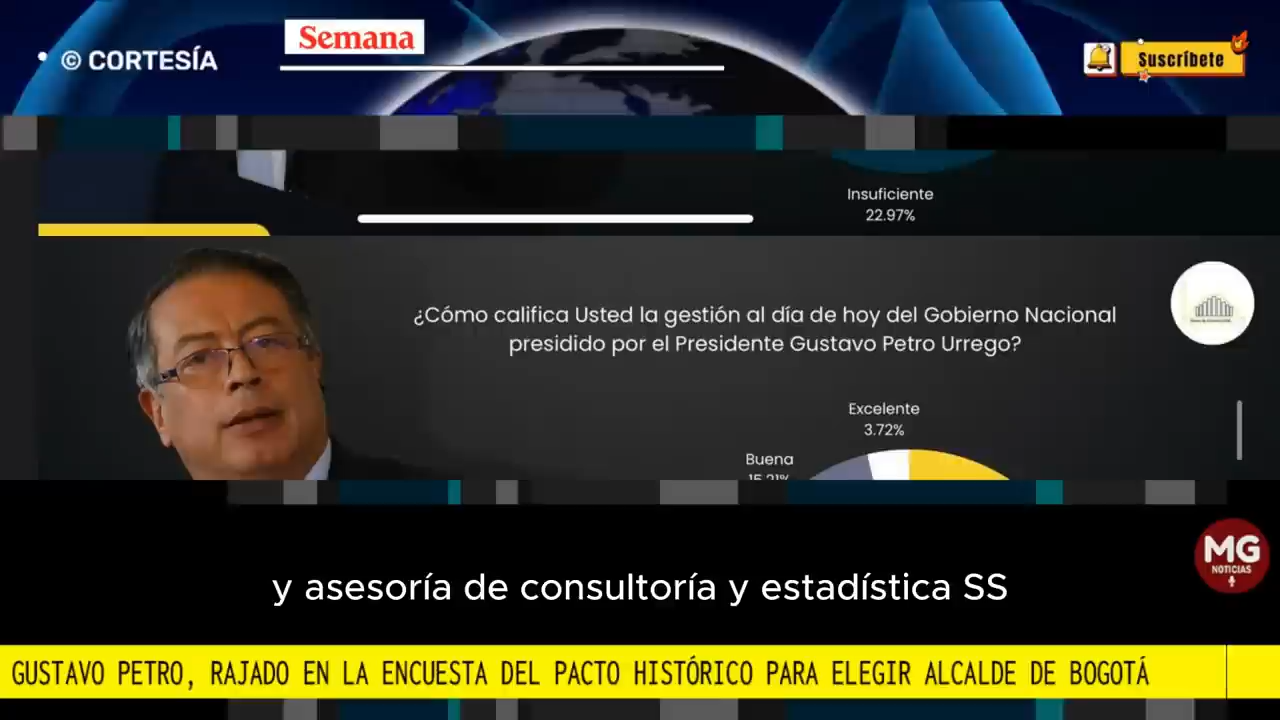 Semana
© CORTESÍA
Suscríbete
Insuficiente
22.97%
¿Cómo califica Usted la gestión al día de hoy del Gobierno Nacional
presidido por el Presidente Gustavo Petro Urrego?
Excelente
3.72%
Buena
15.21%
MG
NOTICIAS
y asesoría de consultoría y estadística SS
GUSTAVO PETRO, RAJADO EN LA ENCUESTA DEL PACTO HISTÓRICO PARA ELEGIR ALCALDE DE BOGOTÁ